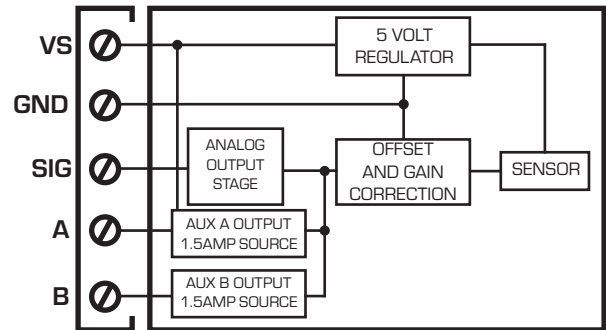 VS
GND
SIG
A
B
5 VOLT
REGULATOR
ANALOG
OUTPUT
STAGE
OFFSET
AND GAIN
CORRECTION
SENSOR
AUX A OUTPUT
1.5AMP SOURCE
AUX B OUTPUT
1.5AMP SOURCE